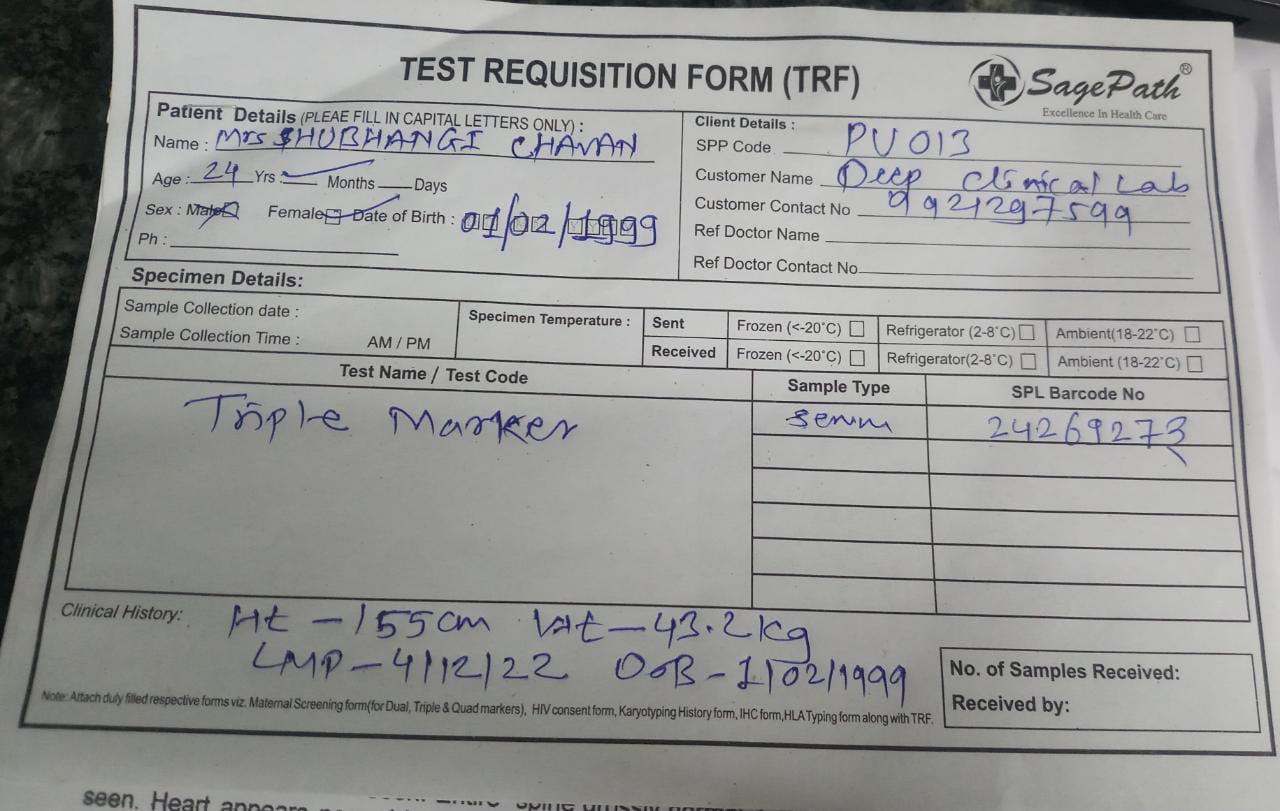 TEST REQUISITION FORM (TRF)
SagePath®
Excellence In Health Care
Patient Details (PLEAE FILL IN CAPITAL LETTERS ONLY) :
Name : Mrs SHUBHANGI CHAVAN
Age : 24 Yrs : Months Days
Sex : Male Female Date of Birth : 01/02/1999
Ph :
Client Details :
SPP Code PU013
Customer Name Deep Clinical Lab
Customer Contact No 9921297599
Ref Doctor Name
Ref Doctor Contact No
Specimen Details:
Sample Collection date :
Sample Collection Time : AM / PM
Specimen Temperature :
Sent Frozen (<-20°C) Refrigerator (2-8°C) Ambient(18-22°C)
Received Frozen (<-20°C) Refrigerator(2-8°C) Ambient (18-22°C)
Test Name / Test Code Sample Type SPL Barcode No
Triple Marker serum 24269273
Clinical History: Ht - 155cm Wt - 43.2kg
LMP - 4/12/22 DOB - 1/02/1999
No. of Samples Received:
Received by:
Note: Attach duly filled respective forms viz. Maternal Screening form(for Dual, Triple & Quad markers), HIV consent form, Karyotyping History form, IHC form,HLA Typing form along with TRF.
seen. Heart